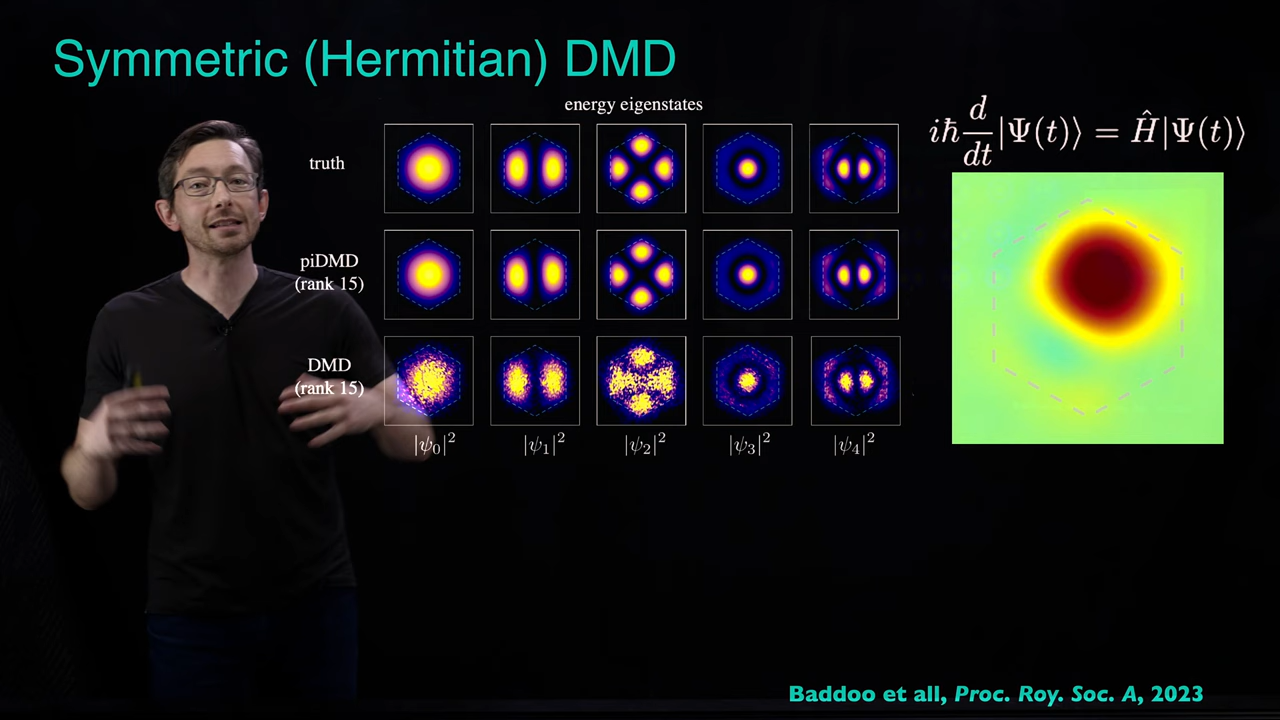 Symmetric (Hermitian) DMD
energy eigenstates
iħ d/dt |Ψ(t)⟩ = Ĥ|Ψ(t)⟩
truth
piDMD
(rank 15)
DMD
(rank 15)
|ψ₀|² |ψ₁|² |ψ₂|² |ψ₃|² |ψ₄|²
Baddoo et all, Proc. Roy. Soc. A, 2023